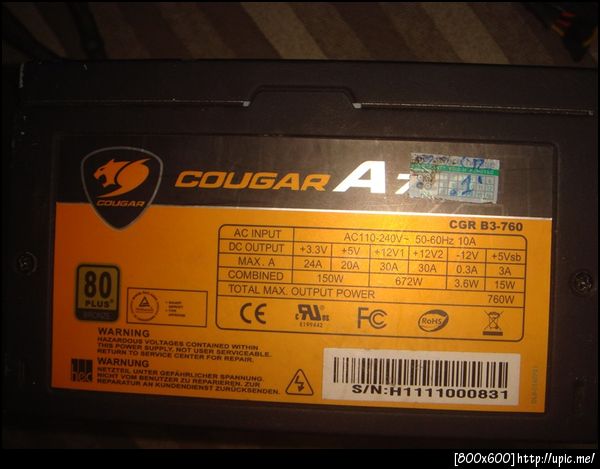 COUGAR A
COUGAR
CGR B3-760
AC INPUT AC110-240V~ 50-60Hz 10A
DC OUTPUT +3.3V +5V +12V1 +12V2 -12V +5Vsb
MAX. A 24A 20A 30A 30A 0.3A 3A
COMBINED 150W 672W 3.6W 15W
TOTAL MAX. OUTPUT POWER 760W
80
PLUS
BRONZE
CE
E199442
FC
RoHS
WARNING
HAZARDOUS VOLTAGES CONTAINED WITHIN
THIS POWER SUPPLY, NOT USER SERVICEABLE.
RETURN TO SERVICE CENTER FOR REPAIR.
WARNUNG
NETZTEIL UNTER GEFÄHRLICHER SPANNUNG.
NICHT VOM BENUTZER ZU REPARIEREN. ZUR
REPARATUR AN KUNDENDIENST ZURÜCKSENDEN.
S/N:H1111000831
[800x600]http://upic.me/